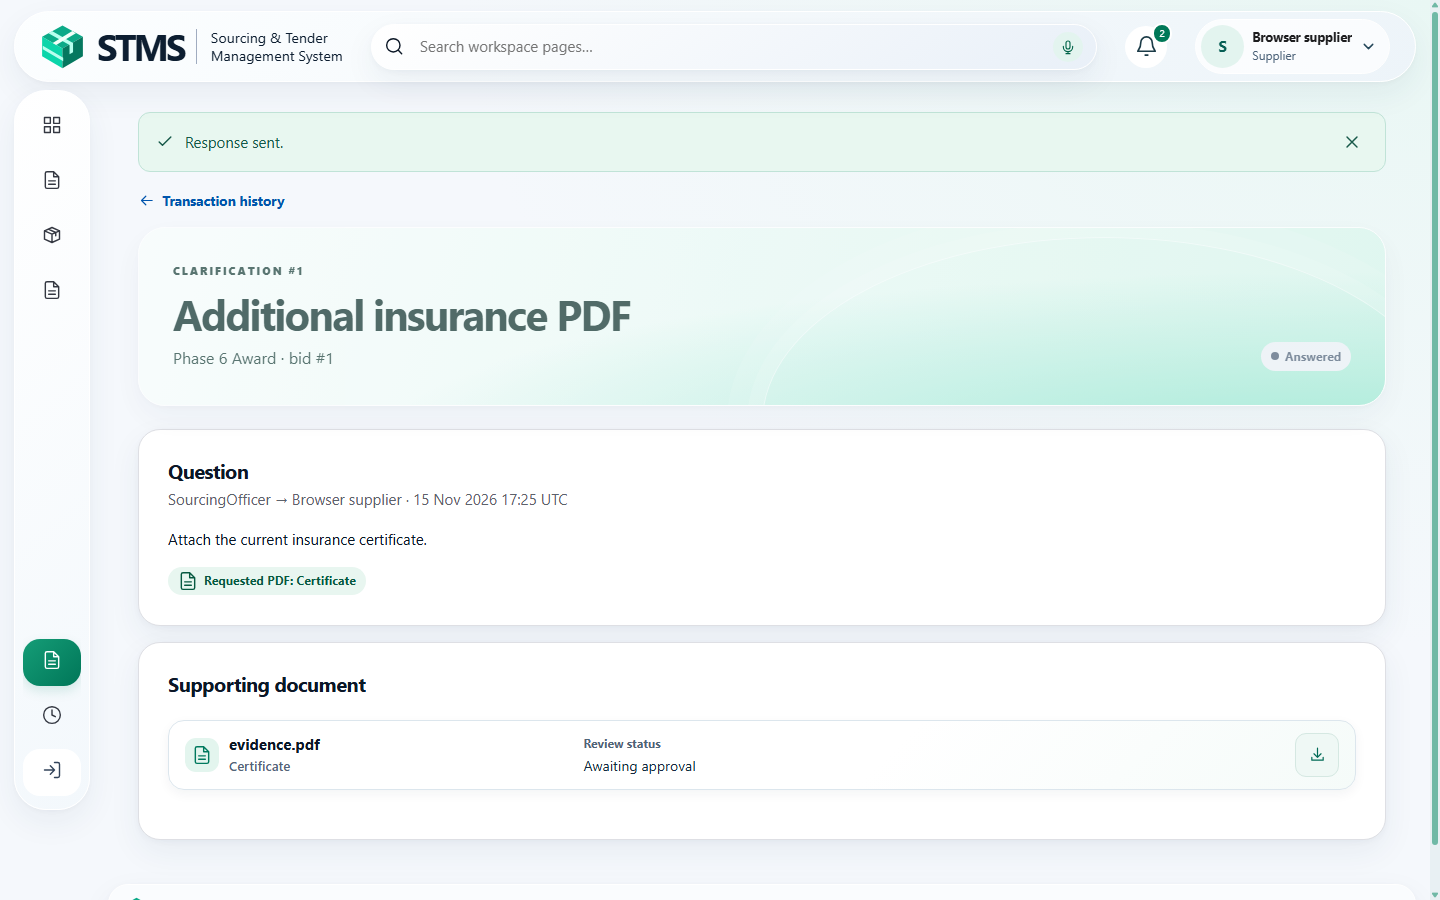 STMS
Sourcing & Tender
Management System
Search workspace pages...
2
S
Browser supplier
Supplier
Response sent.
Transaction history
CLARIFICATION #1
Additional insurance PDF
Phase 6 Award · bid #1
Answered
Question
SourcingOfficer → Browser supplier · 15 Nov 2026 17:25 UTC
Attach the current insurance certificate.
Requested PDF: Certificate
Supporting document
evidence.pdf
Certificate
Review status
Awaiting approval